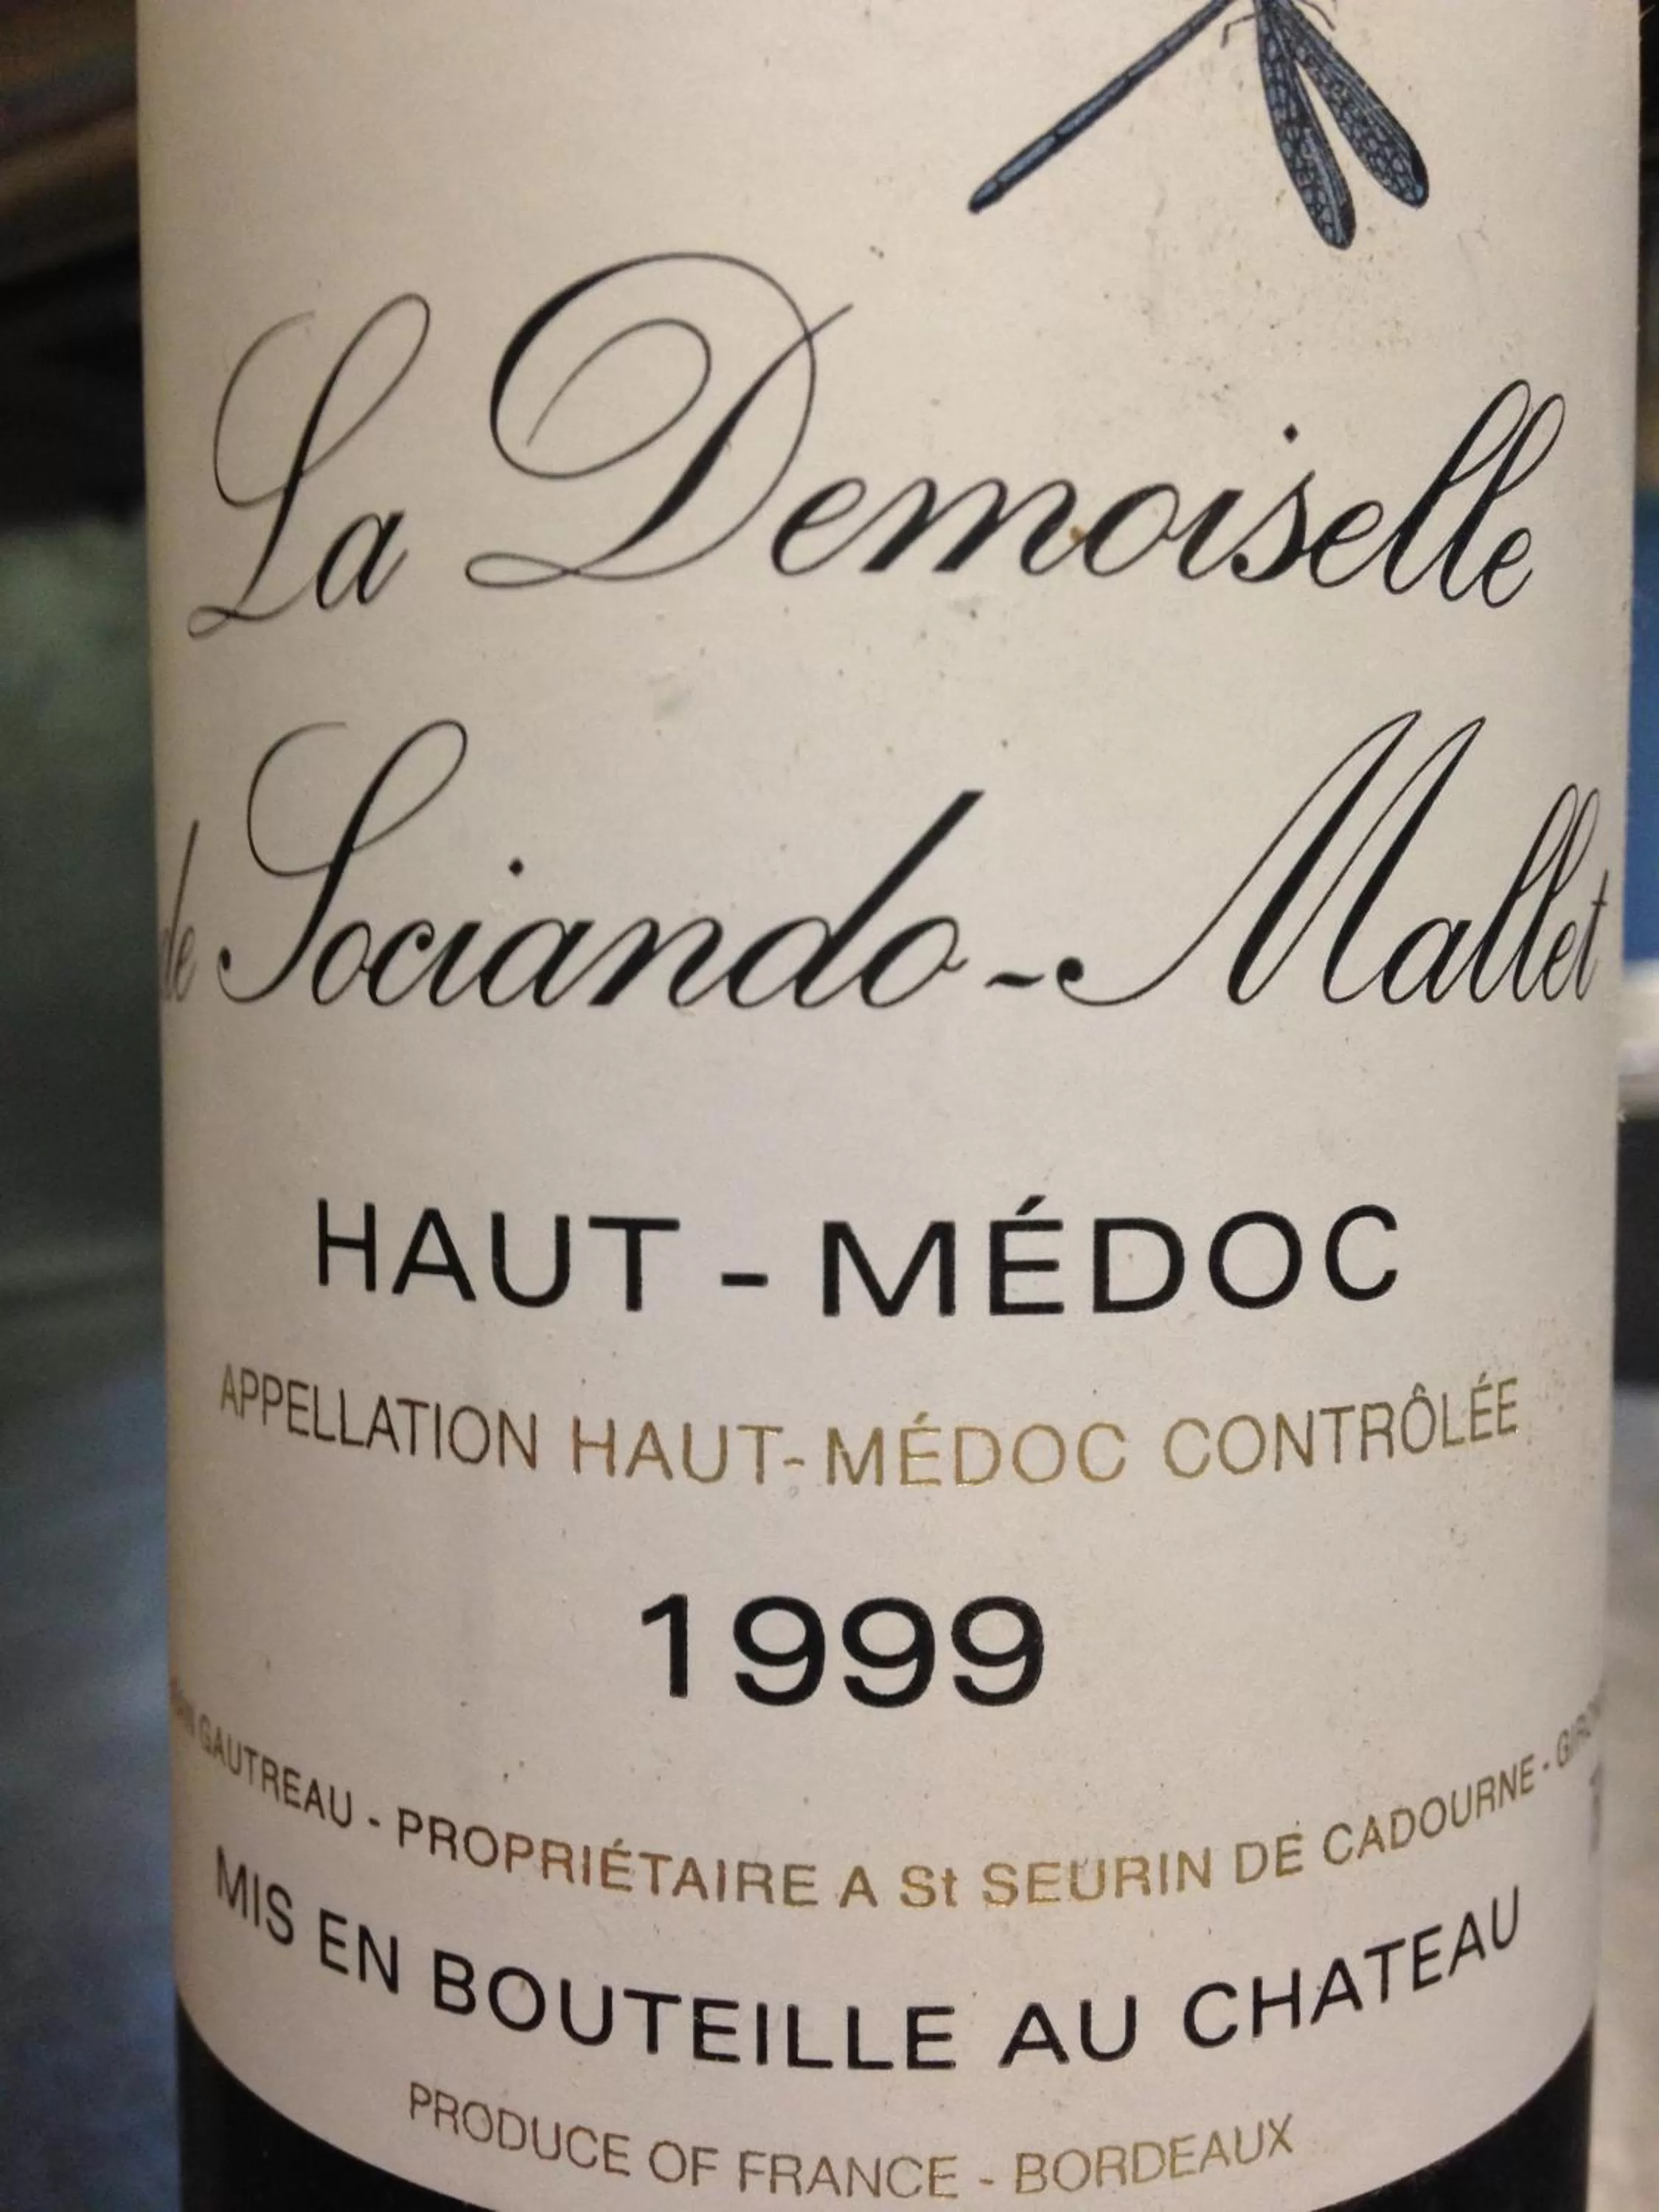 La Demoiselle
de Sociando-Mallet
HAUT-MÉDOC
APPELLATION HAUT-MÉDOC CONTRÔLÉE
1999
GAUTREAU - PROPRIÉTAIRE A St SEURIN DE CADOURNE -
MIS EN BOUTEILLE AU CHATEAU
PRODUCE OF FRANCE - BORDEAUX